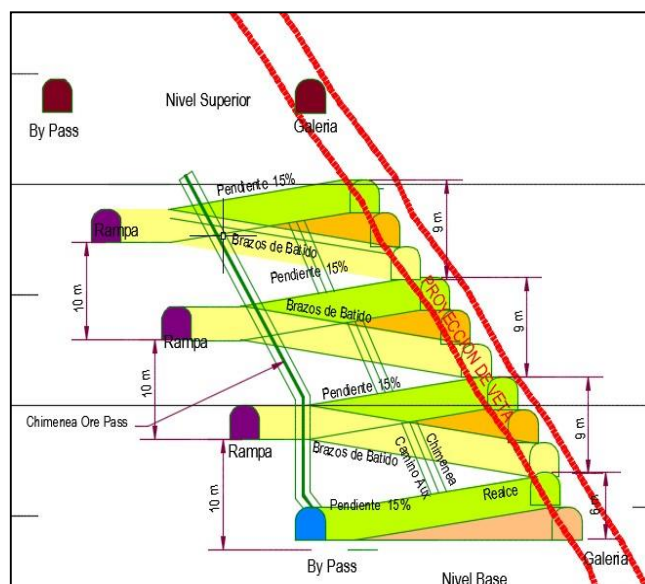 Nivel Superior
By Pass
Galeria
Pendiente 15%
9 m
Rampa
Brazos de Batido
Pendiente 15%
10 m
PROYECCION DE VETA
Brazos de Batido
9 m
Rampa
10 m
Pendiente 15%
Chimenea Ore Pass
9 m
Rampa
Brazos de Batido
Camino Aux
Chimenea
10 m
Pendiente 15%
Realce
By Pass
Galeria
Nivel Base